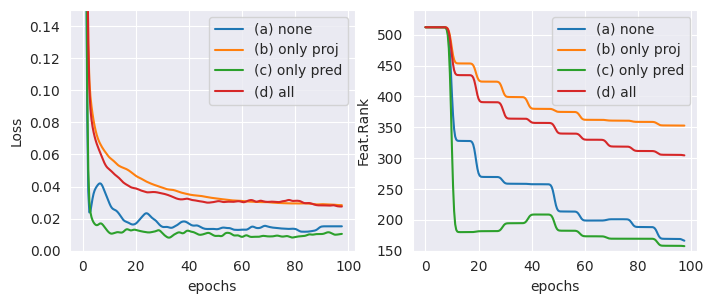 0.14
0.12
0.10
0.08
0.06
0.04
0.02
0.00
Loss
0 20 40 60 80 100
epochs
(a) none
(b) only proj
(c) only pred
(d) all
500
450
400
350
300
250
200
150
Feat.Rank
0 20 40 60 80 100
epochs
(a) none
(b) only proj
(c) only pred
(d) all